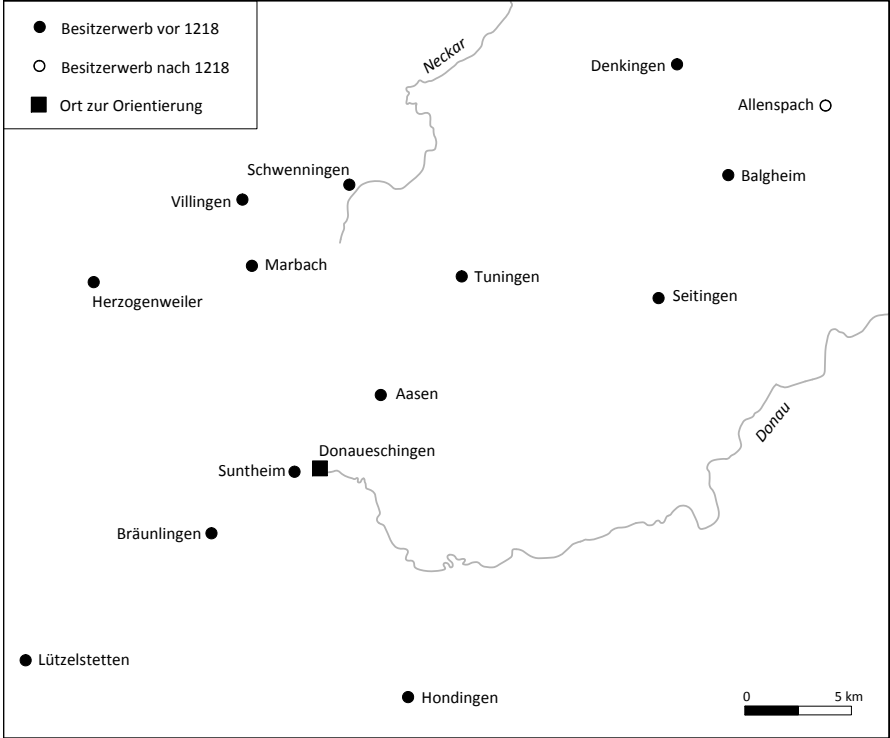 Besitzerwerb vor 1218
Besitzerwerb nach 1218
Ort zur Orientierung
Neckar
Denkingen
Allenspach
Schwenningen
Balgheim
Villingen
Marbach
Tuningen
Herzogenweiler
Seitingen
Aasen
Donau
Donaueschingen
Suntheim
Bräunlingen
Lützelstetten
Hondingen
0 5 km